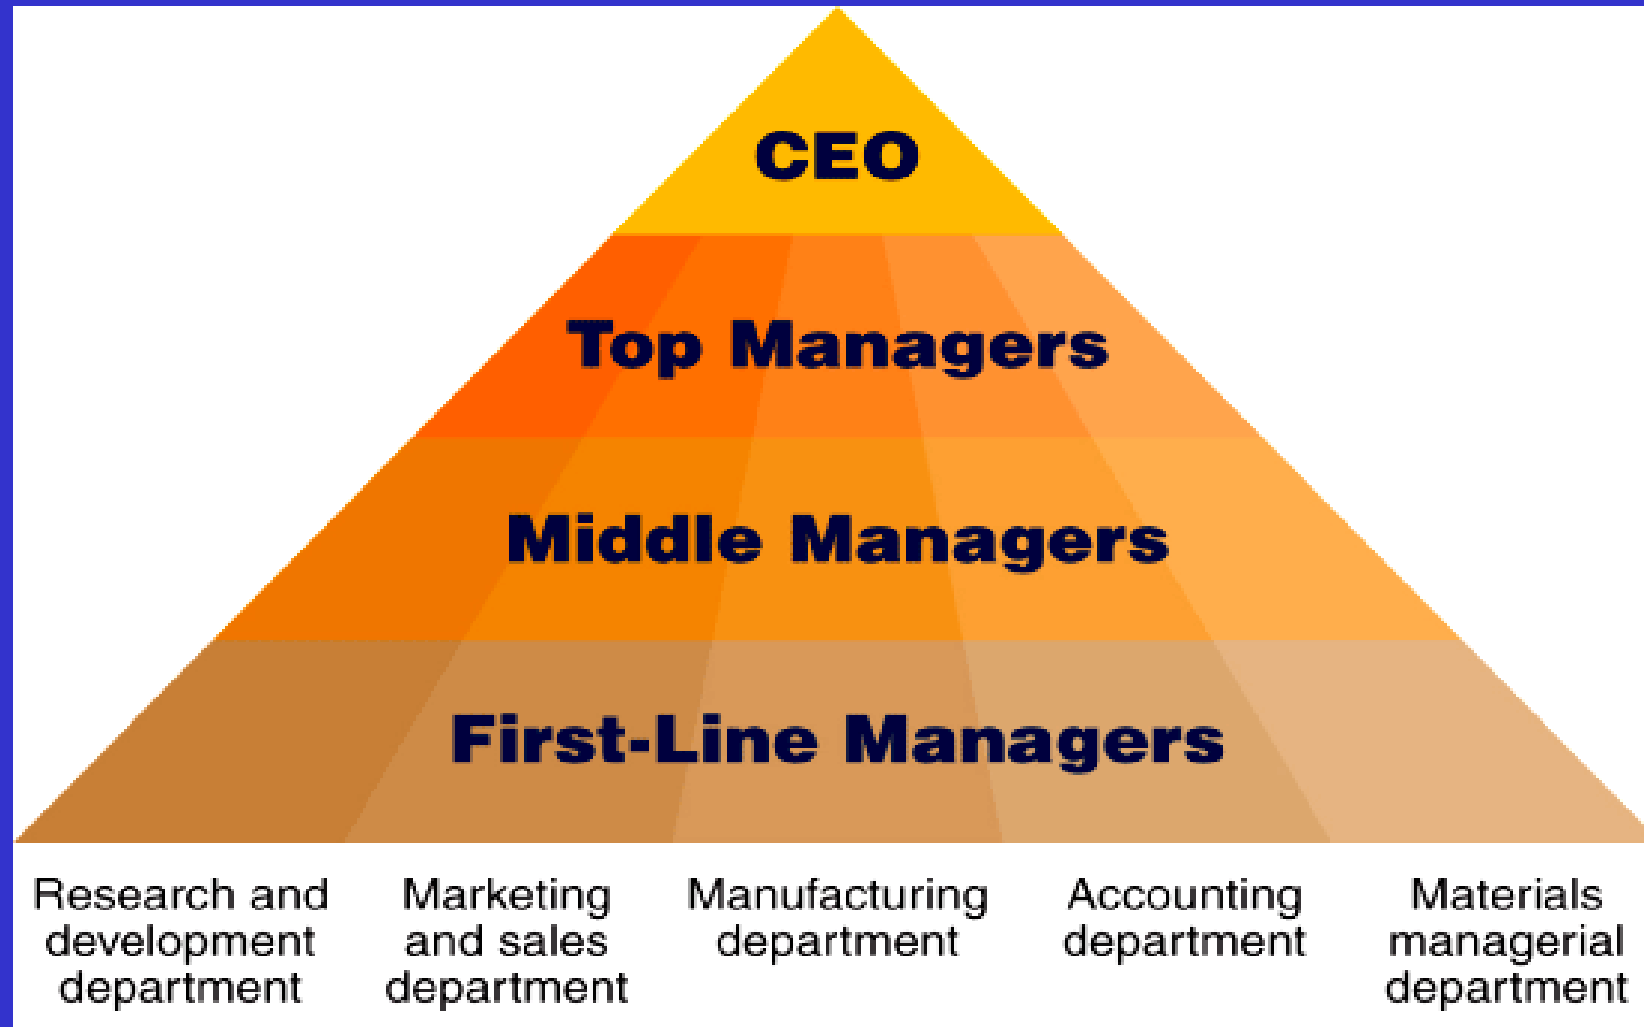 CEO
Top Managers
Middle Managers
First-Line Managers
Research and
development
department
Marketing
and sales
department
Manufacturing
department
Accounting
department
Materials
managerial
department